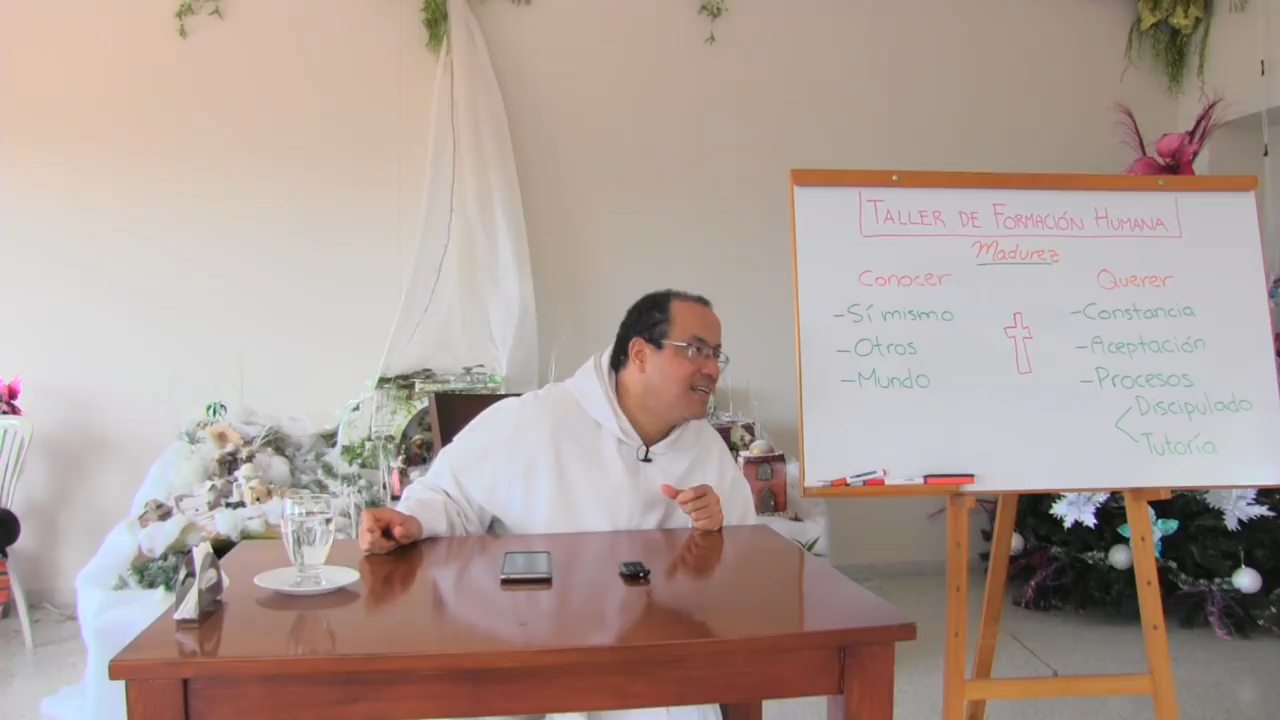 TALLER DE FORMACIÓN HUMANA
Madurez
Conocer
-Sí mismo
-Otros
-Mundo
Querer
-Constancia
-Aceptación
-Procesos
Discipulado
Tutoría